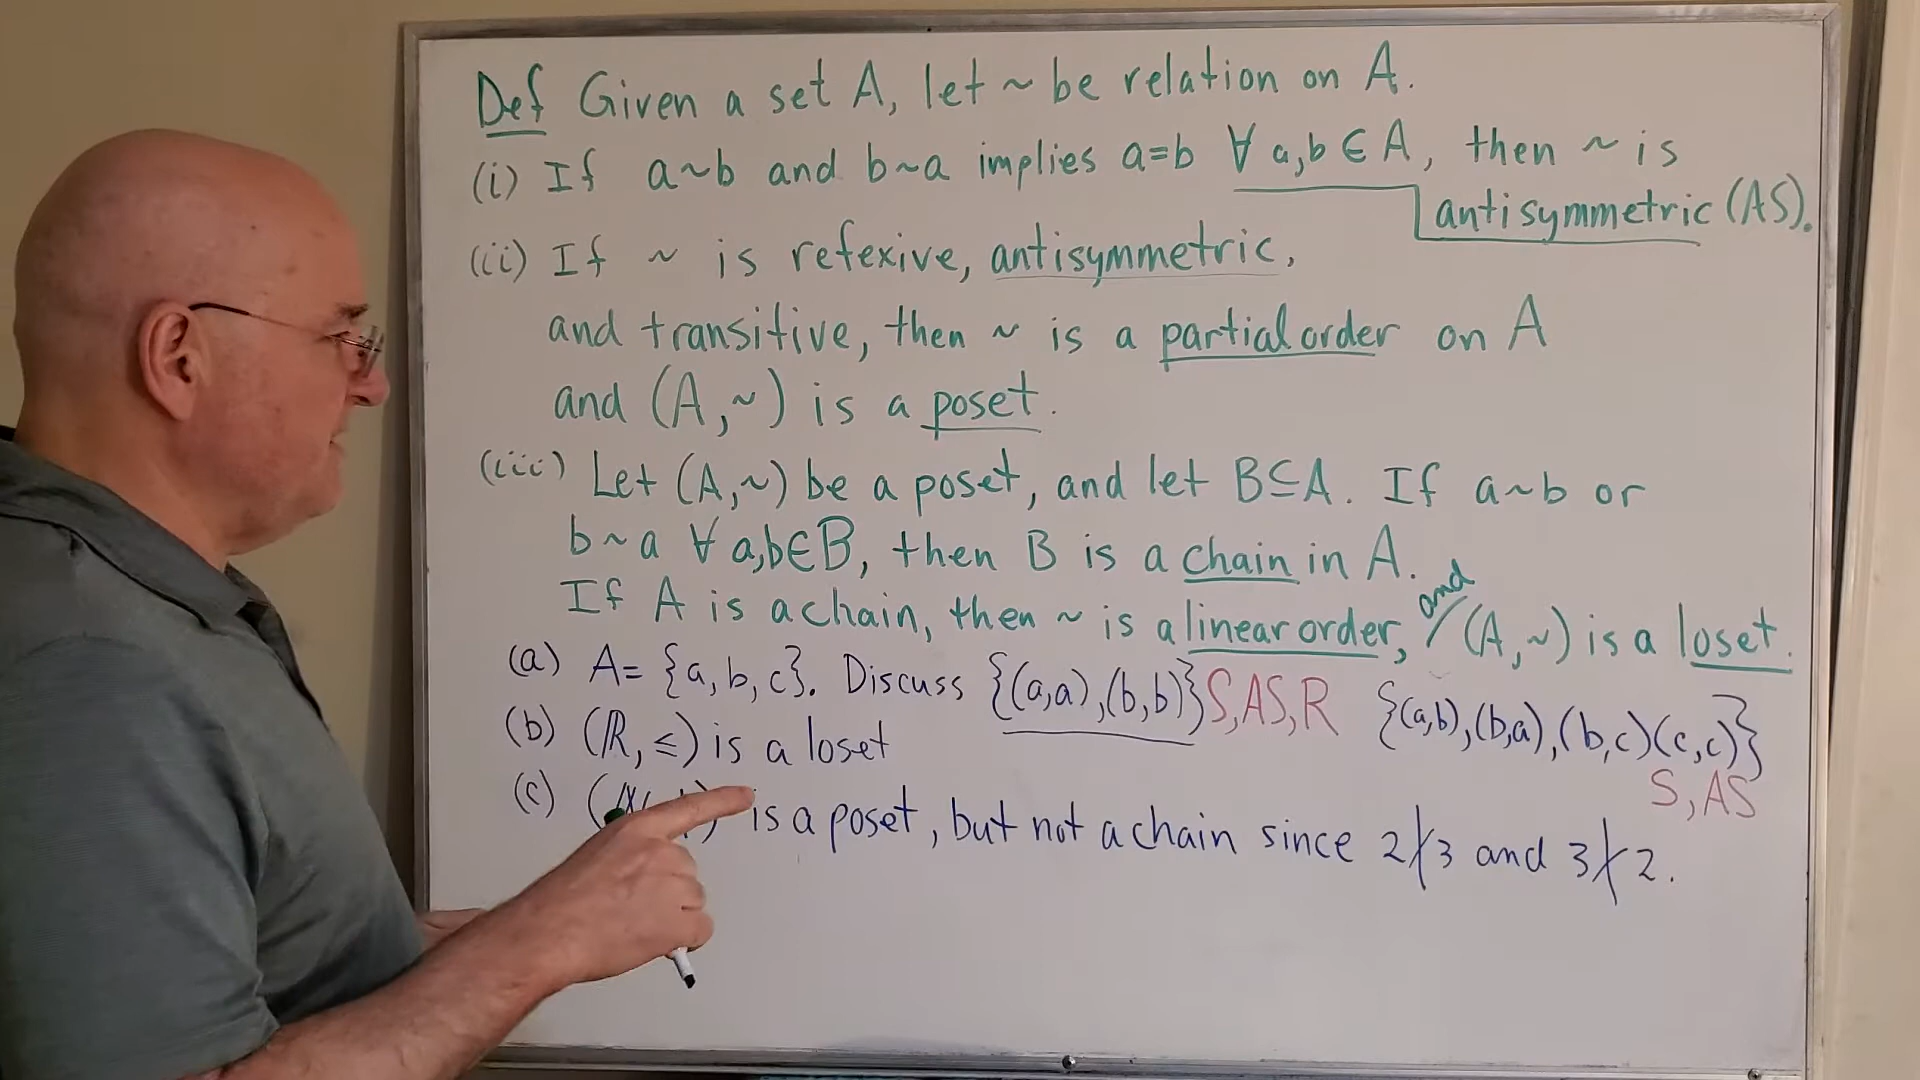 Def Given a set A, let ~ be relation on A.
(i) If a~b and b~a implies a=b ∀ a,b ∈ A, then ~ is
antisymmetric (AS).
(ii) If ~ is refexive, antisymmetric,
and transitive, then ~ is a partial order on A
and (A,~) is a poset.
(iii) Let (A,~) be a poset, and let B⊆A. If a~b or
b~a ∀ a,b∈B, then B is a chain in A.
If A is a chain, then ~ is a linear order, and (A,~) is a loset.
(a) A= {a, b, c}. Discuss {(a,a),(b,b)} S,AS,R {(a,b),(b,a),(b,c)(c,c)}
S, AS
(b) (ℝ, ≤) is a loset
(c) is a poset, but not a chain since 2∤3 and 3∤2.